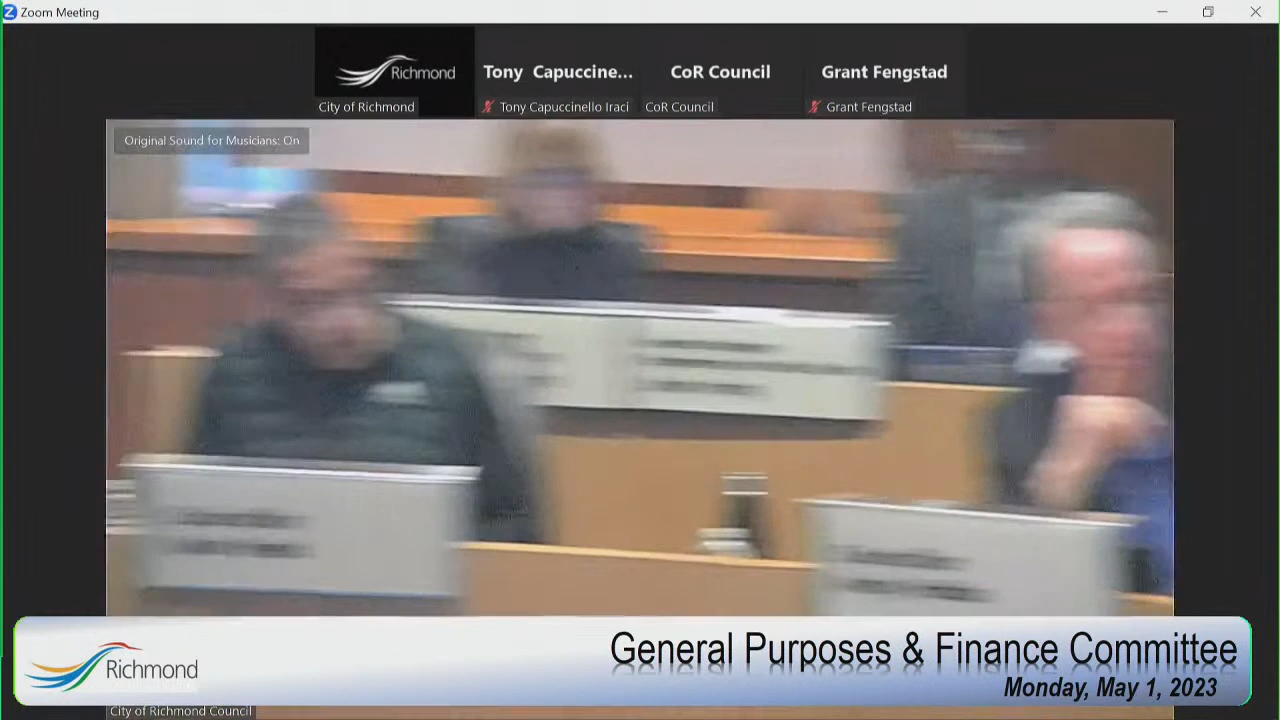 Zoom Meeting
Richmond
Tony Capuccine...
CoR Council
Grant Fengstad
City of Richmond
Tony Capuccinello Iraci
CoR Council
Grant Fengstad
Original Sound for Musicians: On
General Purposes & Finance Committee
Richmond
Monday, May 1, 2023
City of Richmond Council